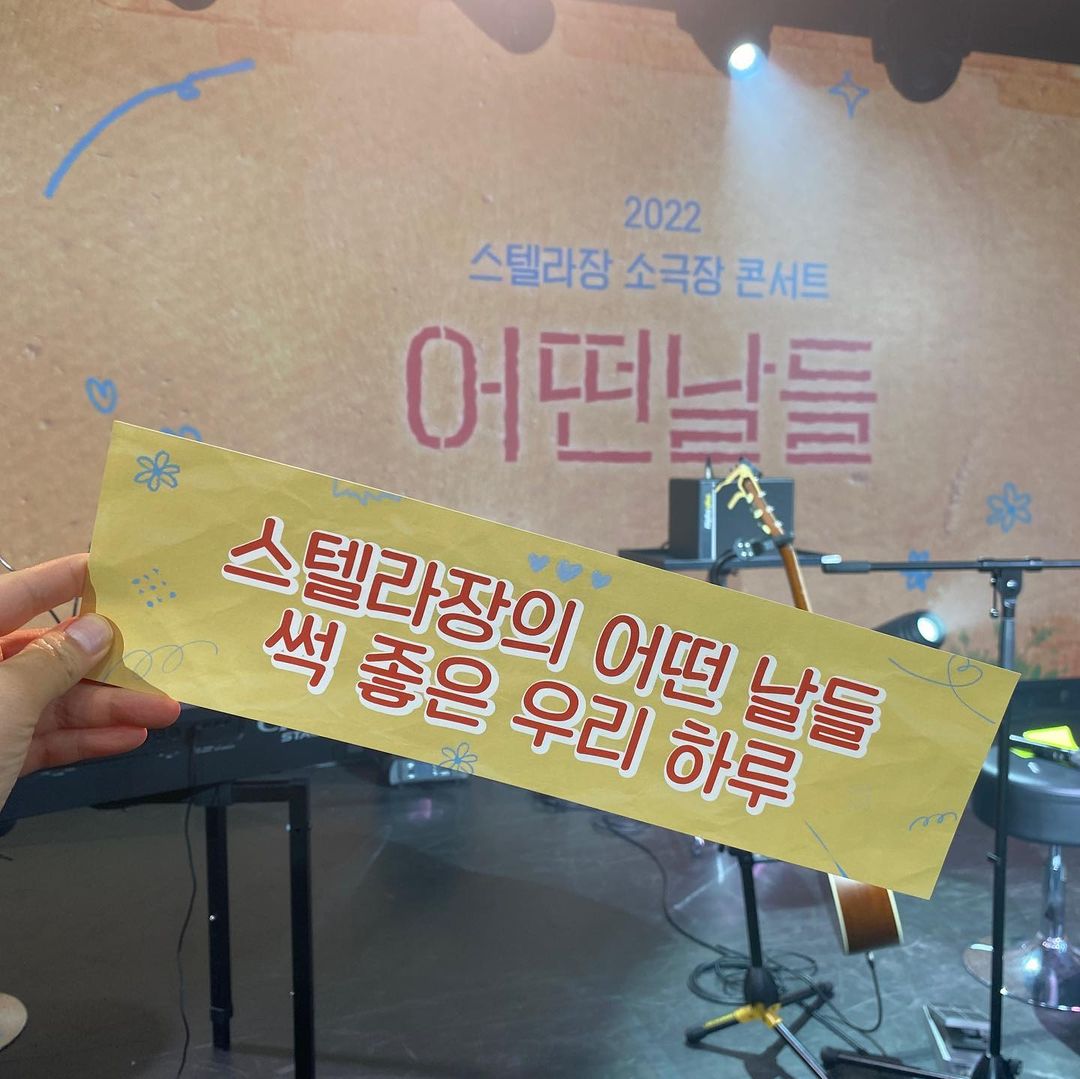 2022
스텔라장 소극장 콘서트
어떤날들
스텔라장의 어떤 날들
썩 좋은 우리 하루